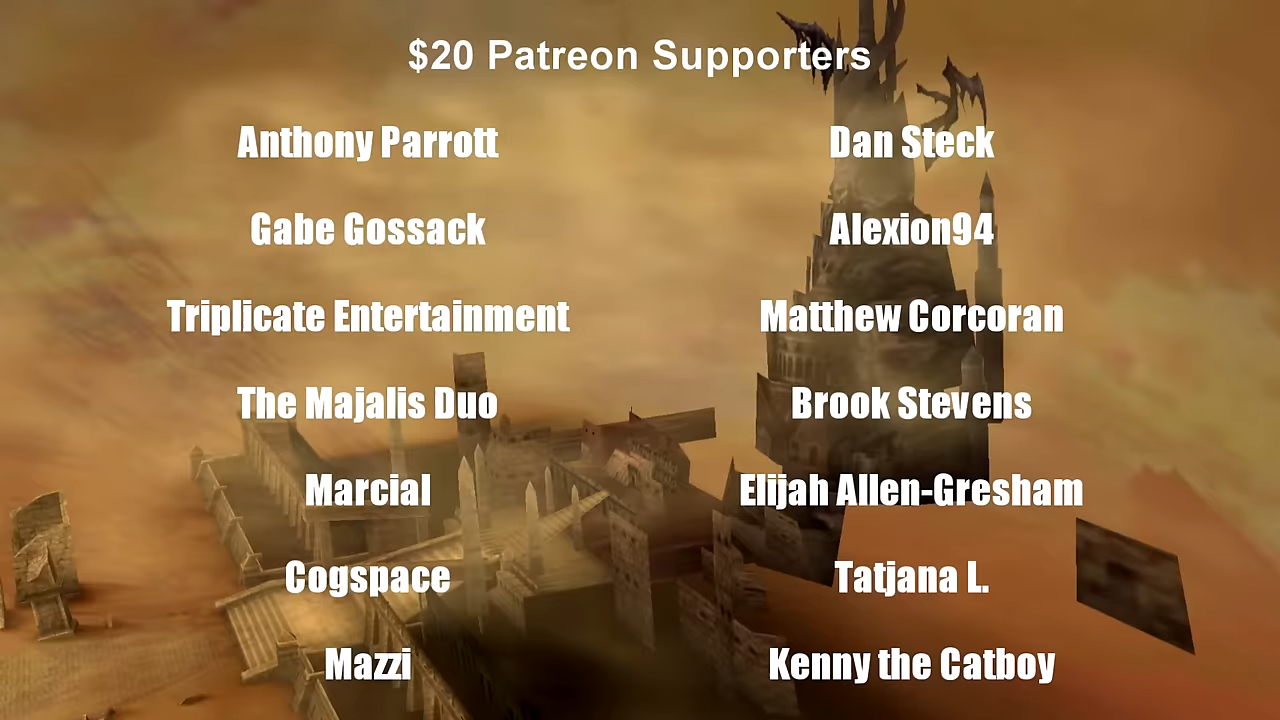 $20 Patreon Supporters
Anthony Parrott
Dan Steck
Gabe Gossack
Alexion94
Triplicate Entertainment
Matthew Corcoran
The Majalis Duo
Brook Stevens
Marcial
Elijah Allen-Gresham
Cogspace
Tatjana L.
Mazzi
Kenny the Catboy